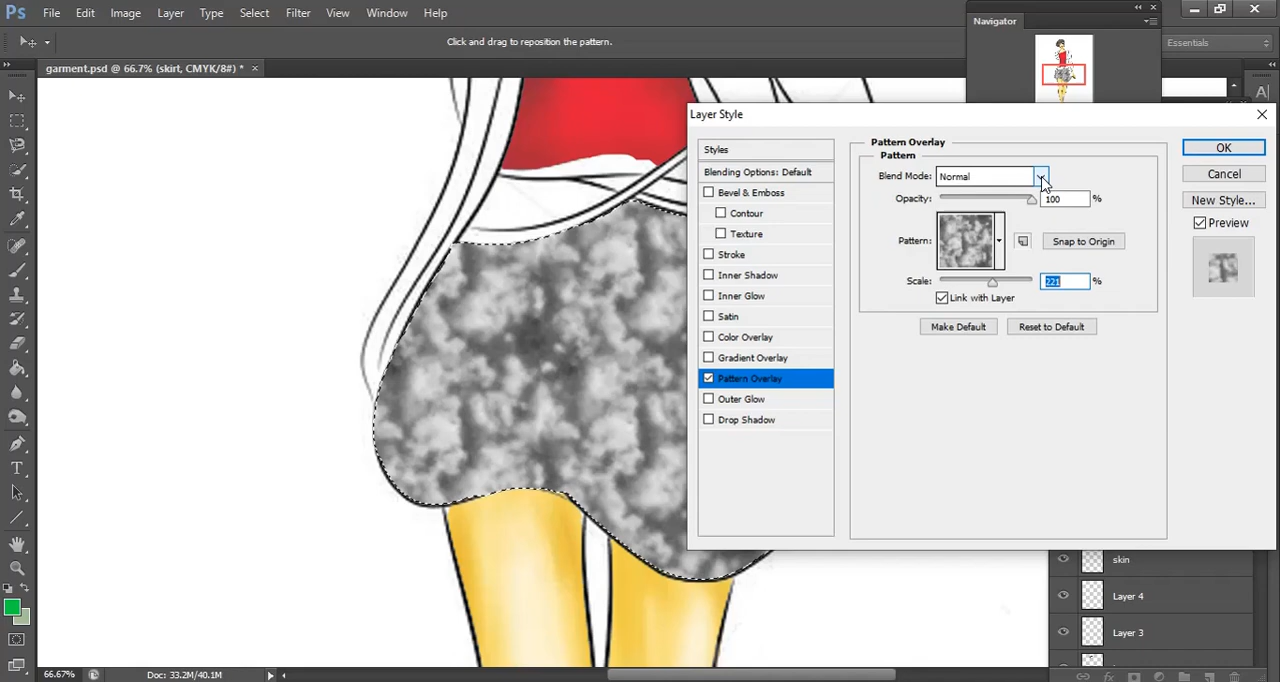 Ps File Edit Image Layer Type Select Filter View Window Help
Click and drag to reposition the pattern.
Navigator
Essentials
garment.psd @ 66.7% (skirt, CMYK/8#) * ×
Layer Style
Styles
Blending Options: Default
Bevel & Emboss
Contour
Texture
Stroke
Inner Shadow
Inner Glow
Satin
Color Overlay
Gradient Overlay
Pattern Overlay
Outer Glow
Drop Shadow
Pattern Overlay
Pattern
Blend Mode: Normal
Opacity: 100 %
Pattern: Snap to Origin
Scale: 221 %
Link with Layer
Make Default Reset to Default
OK
Cancel
New Style...
Preview
skin
Layer 4
Layer 3
66.67% Doc: 33.2M/40.1M